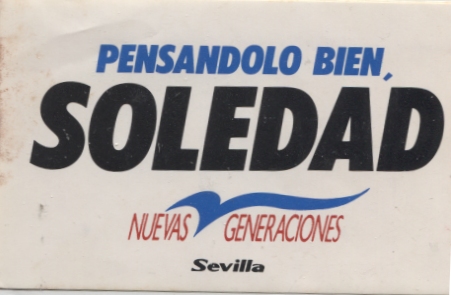 PENSANDOLO BIEN,
SOLEDAD
NUEVAS GENERACIONES
Sevilla